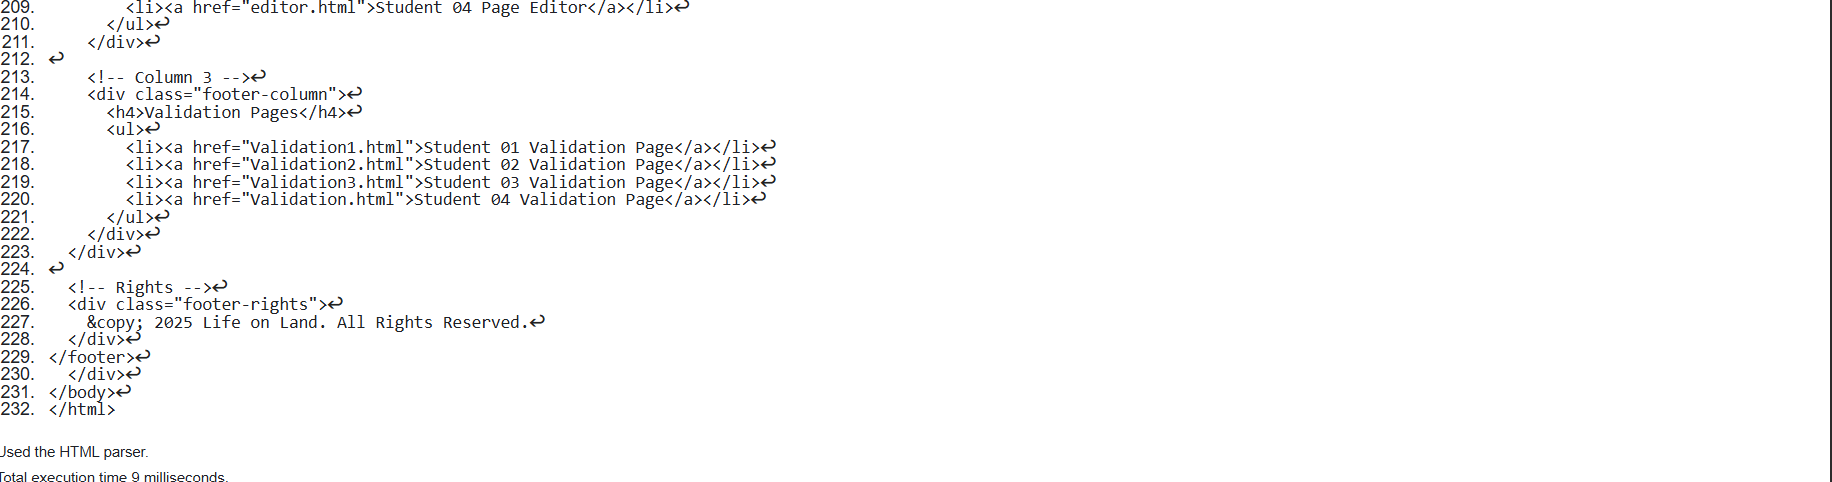 209.          <li><a href="editor.html">Student 04 Page Editor</a></li>↩
210.        </ul>↩
211.      </div>↩
212.  ↩
213.      <!-- Column 3 -->↩
214.      <div class="footer-column">↩
215.        <h4>Validation Pages</h4>↩
216.        <ul>↩
217.          <li><a href="Validation1.html">Student 01 Validation Page</a></li>↩
218.          <li><a href="Validation2.html">Student 02 Validation Page</a></li>↩
219.          <li><a href="Validation3.html">Student 03 Validation Page</a></li>↩
220.          <li><a href="Validation.html">Student 04 Validation Page</a></li>↩
221.        </ul>↩
222.      </div>↩
223.    </div>↩
224.  ↩
225.    <!-- Rights -->↩
226.    <div class="footer-rights">↩
227.      &copy; 2025 Life on Land. All Rights Reserved.↩
228.    </div>↩
229.  </footer>↩
230.    </div>↩
231.  </body>↩
232.  </html>
Used the HTML parser.
Total execution time 9 milliseconds.